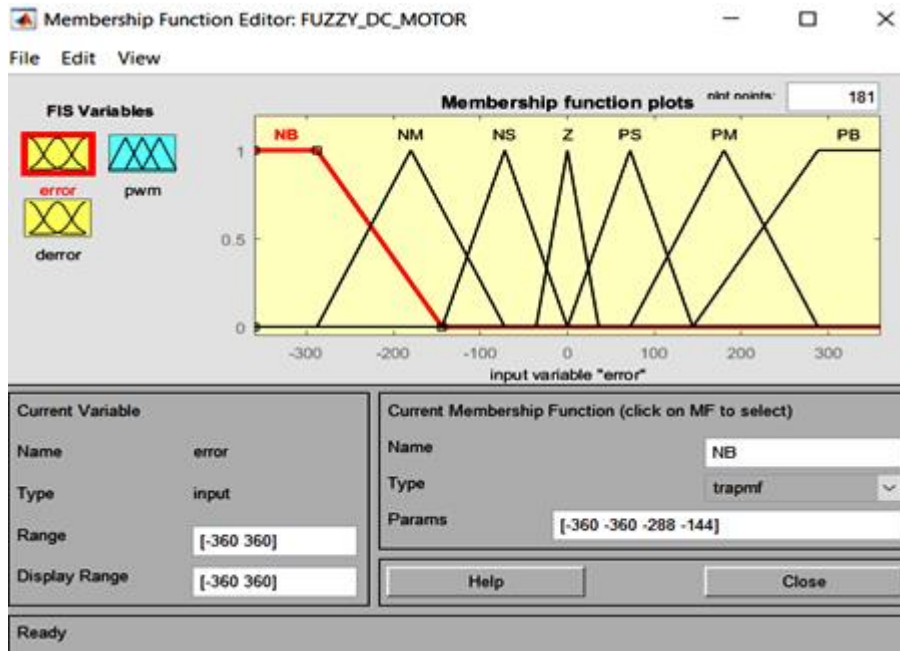 Membership Function Editor: FUZZY_DC_MOTOR
File Edit View
FIS Variables
error
pwm
derror
Membership function plots
plot points:
181
NB NM NS Z PS PM PB
1
0.5
0
-300 -200 -100 0 100 200 300
input variable "error"
Current Variable
Name error
Type input
Range [-360 360]
Display Range [-360 360]
Current Membership Function (click on MF to select)
Name NB
Type trapmf
Params [-360 -360 -288 -144]
Help Close
Ready